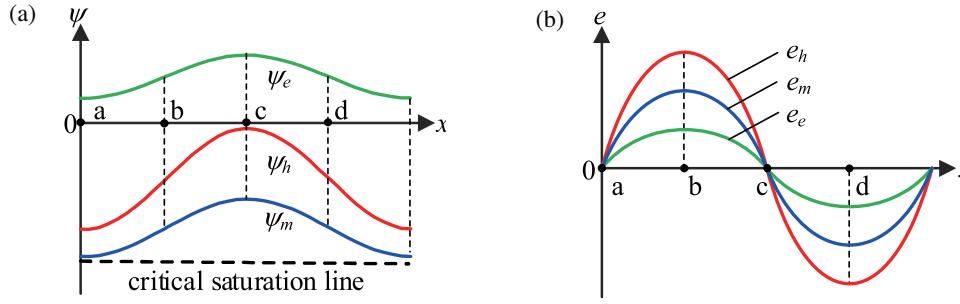 (a)
ψ
ψe
0
a
b
c
d
x
ψh
ψm
critical saturation line
(b)
e
eh
em
ee
0
a
b
c
d